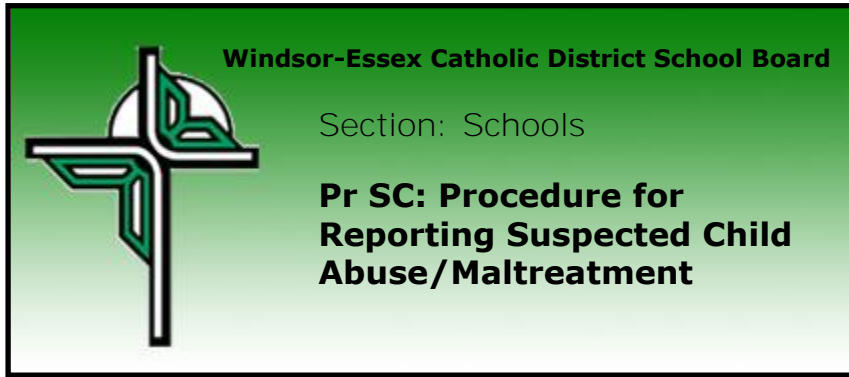 Windsor-Essex Catholic District School Board
Section: Schools
Pr SC: Procedure for
Reporting Suspected Child
Abuse/Maltreatment